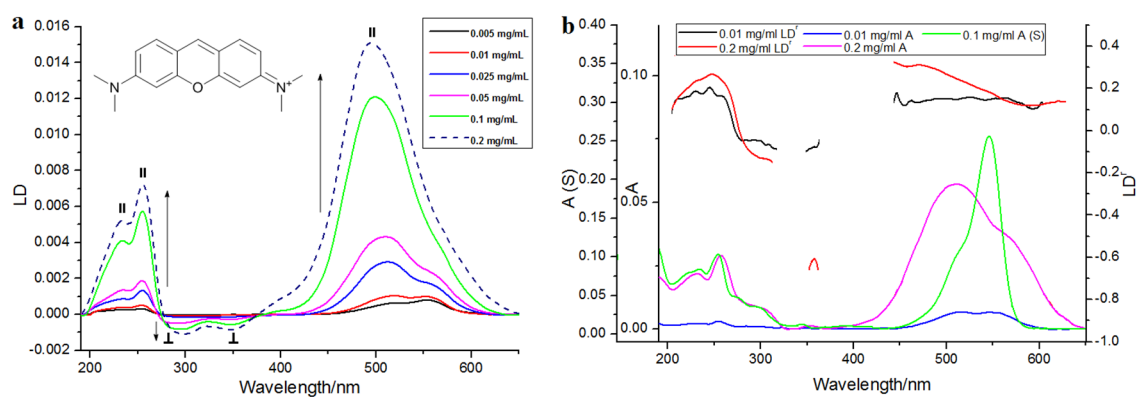 a
LD
0.016
0.014
0.012
0.010
0.008
0.006
0.004
0.002
0.000
-0.002
200
300
400
500
600
Wavelength/nm
N
O
N+
II
II
II
⊥
⊥
0.005 mg/mL
0.01 mg/mL
0.025 mg/mL
0.05 mg/mL
0.1 mg/mL
0.2 mg/mL
b
0.01 mg/ml LDr 0.01 mg/ml A 0.1 mg/ml A (S)
0.2 mg/ml LDr 0.2 mg/ml A
A (S)
0.40
0.35
0.30
0.25
0.20
0.15
0.10
0.05
0.00
A
0.10
0.05
0.00
LDr
0.4
0.2
0.0
-0.2
-0.4
-0.6
-0.8
-1.0
200
300
400
500
600
Wavelength/nm